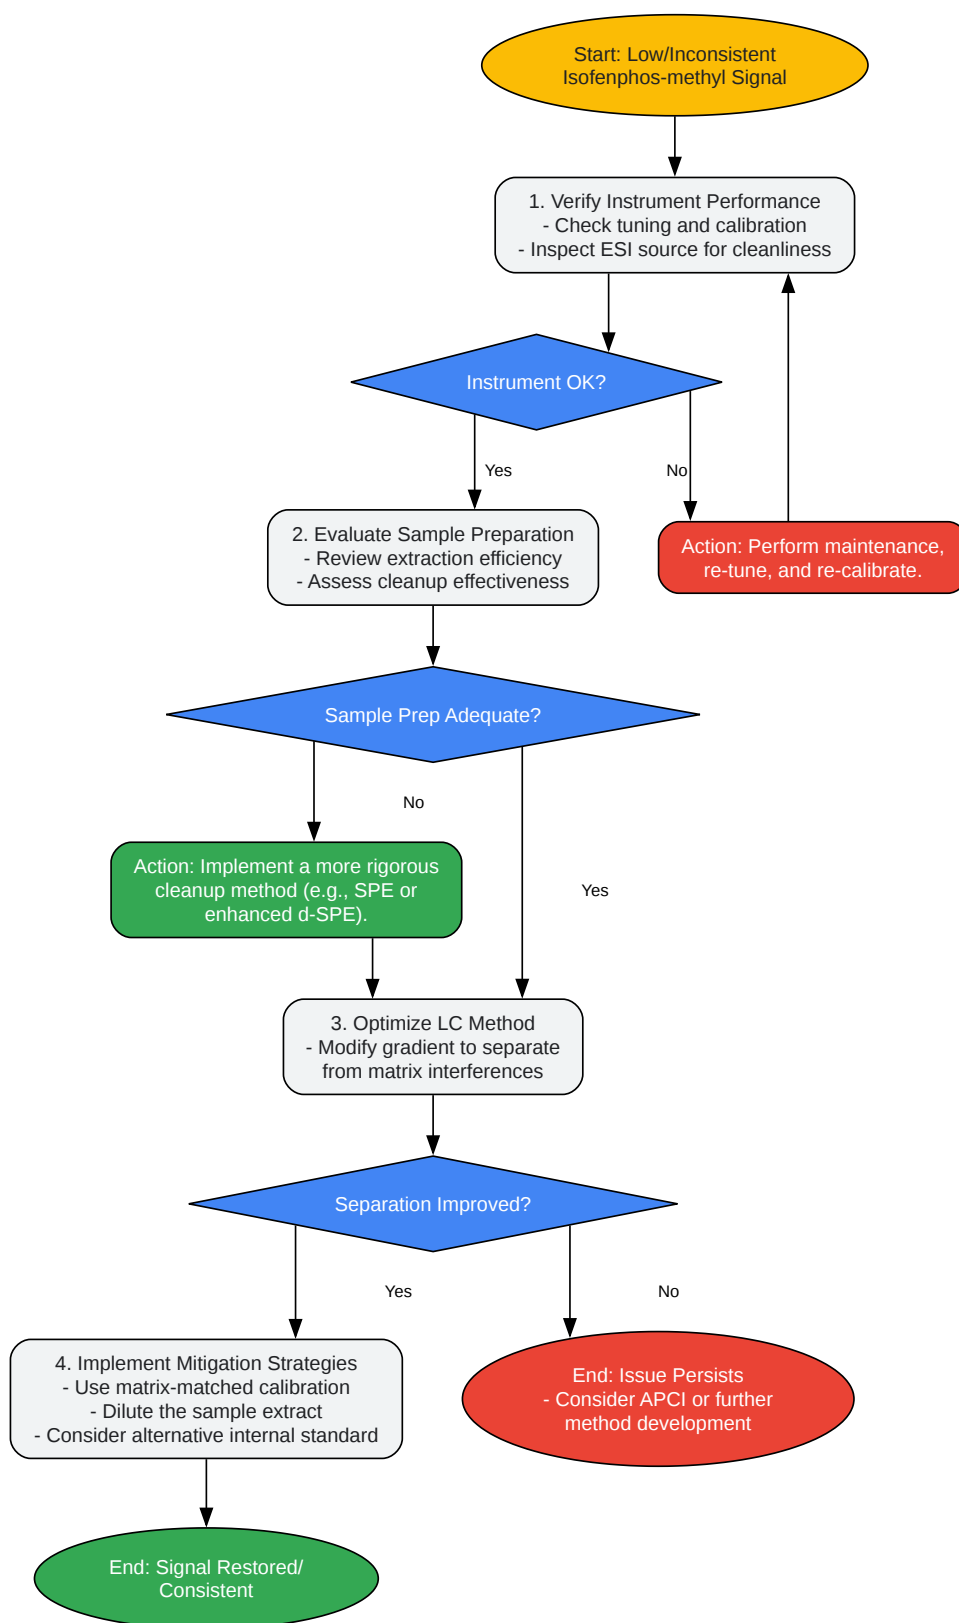 Start: Low/Inconsistent
Isofenphos-methyl Signal
1. Verify Instrument Performance
- Check tuning and calibration
- Inspect ESI source for cleanliness
Instrument OK?
Yes
No
2. Evaluate Sample Preparation
- Review extraction efficiency
- Assess cleanup effectiveness
Action: Perform maintenance,
re-tune, and re-calibrate.
Sample Prep Adequate?
No
Action: Implement a more rigorous
cleanup method (e.g., SPE or
enhanced d-SPE).
Yes
3. Optimize LC Method
- Modify gradient to separate
from matrix interferences
Separation Improved?
Yes
No
4. Implement Mitigation Strategies
- Use matrix-matched calibration
- Dilute the sample extract
- Consider alternative internal standard
End: Issue Persists
- Consider APCI or further
method development
End: Signal Restored/
Consistent